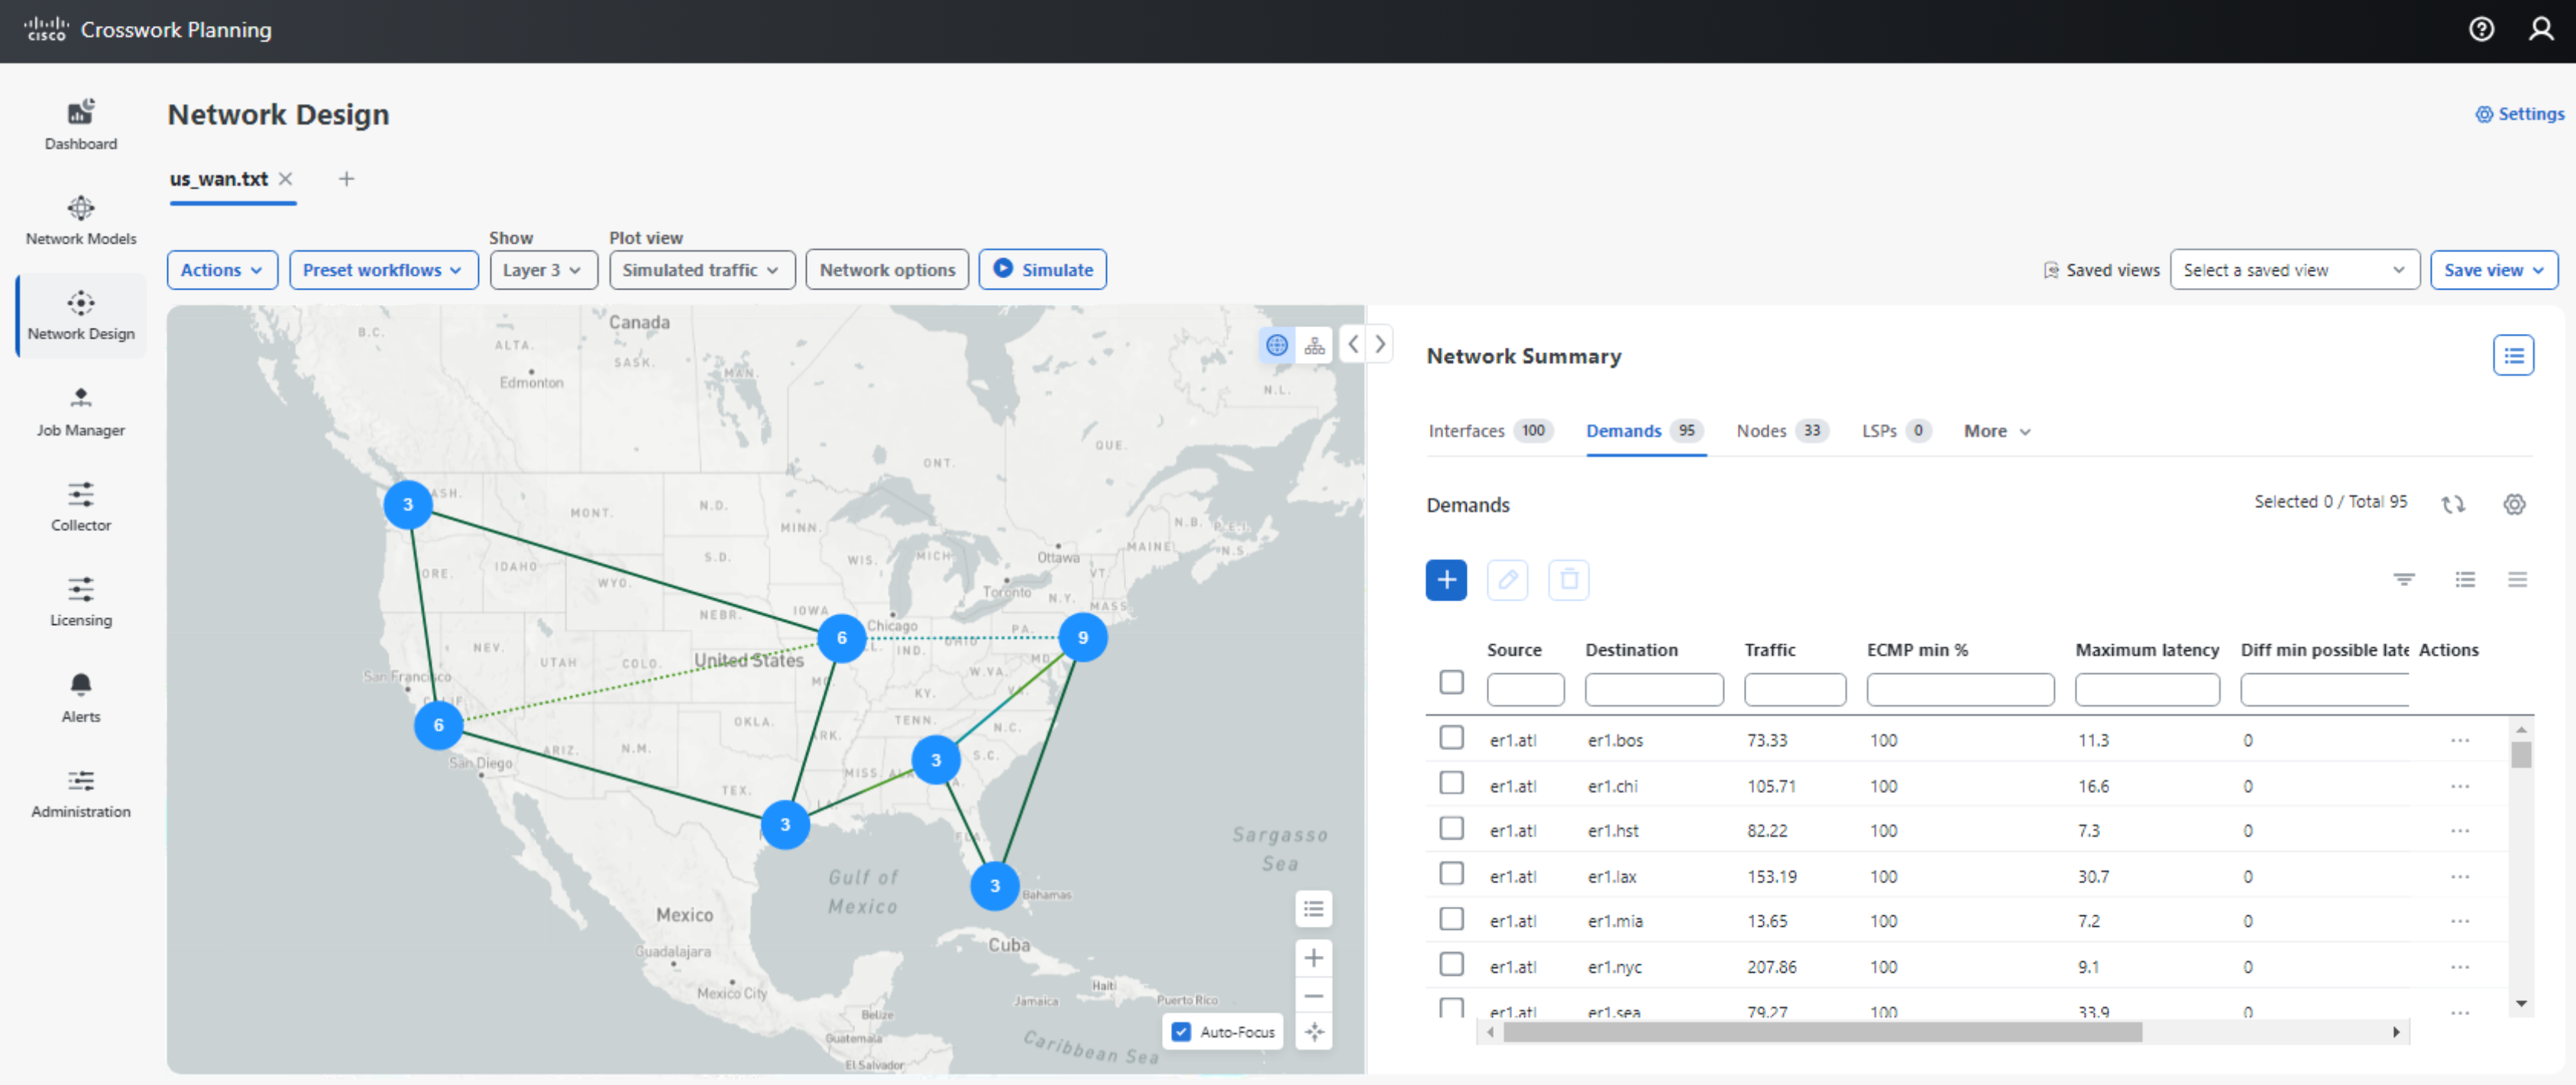 cisco Crosswork Planning
Dashboard
Network Models
Network Design
Job Manager
Collector
Licensing
Alerts
Administration
Network Design
Settings
us_wan.txt
Show
Plot view
Actions
Preset workflows
Layer 3
Simulated traffic
Network options
Simulate
Saved views
Select a saved view
Save view
Canada
B.C.
ALTA.
SASK.
MAN.
Edmonton
N.L.
QUE.
ONT.
3
ASH.
MONT.
N.D.
MINN.
N.B.
P.E.I.
N.S.
MAINE
Ottawa
VT.
ORE.
IDAHO
WYO.
S.D.
WIS.
MICH
Toronto
N.Y.
MASS
NEBR.
IOWA
Chicago
6
9
PA.
OHIO
L.
IND.
NEV.
UTAH
COLO.
United States
MO
W.VA.
MD
VA.
KY.
San Francisco
CALIF.
6
OKLA.
RK.
TENN.
N.C.
ARIZ.
N.M.
San Diego
3
S.C.
MISS.
ALA
A.
TEX.
LA.
3
FLA.
Sargasso
Sea
Gulf of
Mexico
3
Bahamas
Mexico
Cuba
Guadalajara
Mexico City
Haiti
Jamaica
Puerto Rico
Belize
Guatemala
El Salvador
Caribbean Sea
Auto-Focus
Network Summary
Interfaces 100 Demands 95 Nodes 33 LSPs 0 More
Demands
Selected 0 / Total 95
Source Destination Traffic ECMP min % Maximum latency Diff min possible late Actions
er1.atl er1.bos 73.33 100 11.3 0 ...
er1.atl er1.chi 105.71 100 16.6 0 ...
er1.atl er1.hst 82.22 100 7.3 0 ...
er1.atl er1.lax 153.19 100 30.7 0 ...
er1.atl er1.mia 13.65 100 7.2 0 ...
er1.atl er1.nyc 207.86 100 9.1 0 ...
er1.atl er1.sea 79.27 100 33.9 0 ...